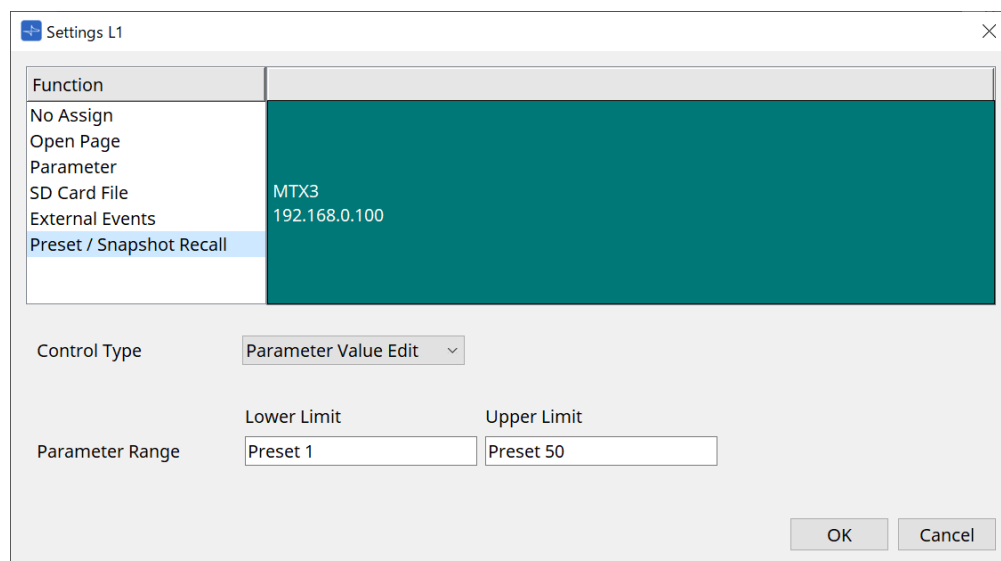 Settings L1
Function
No Assign
Open Page
Parameter
SD Card File
External Events
Preset / Snapshot Recall
MTX3
192.168.0.100
Control Type
Parameter Value Edit
Lower Limit
Upper Limit
Parameter Range
Preset 1
Preset 50
OK
Cancel